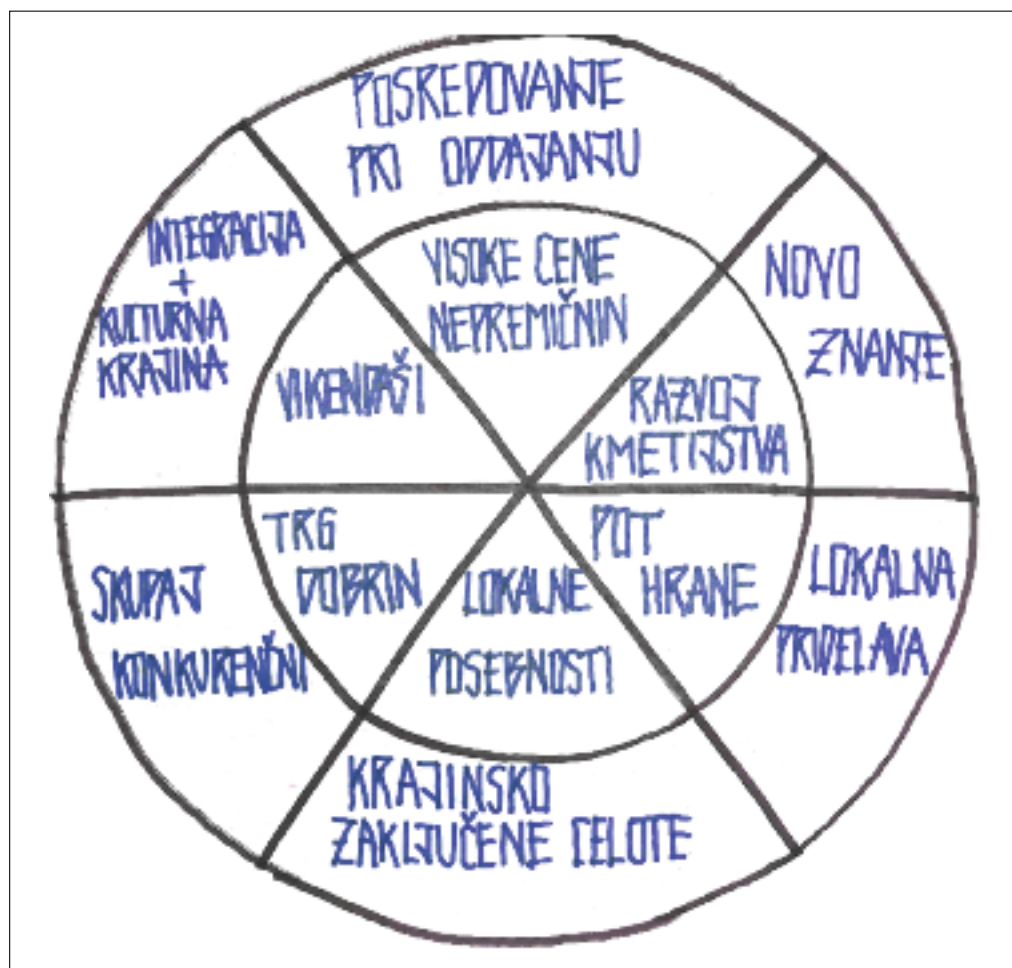 POSREDOVANJE
PRI ODDAJANJU
VISOKE CENE
NEPREMIČNIN
NOVO
ZNANJE
RAZVOJ
KMETIJSTVA
LOKALNA
PRIDELAVA
POT
HRANE
KRAJINSKO
ZAKLJUČENE CELOTE
LOKALNE
POSEBNOSTI
SKUPAJ
KONKURENČNI
TRG
DOBRIN
INTEGRACIJA
+
KULTURNA
KRAJINA
VIKENDAŠI